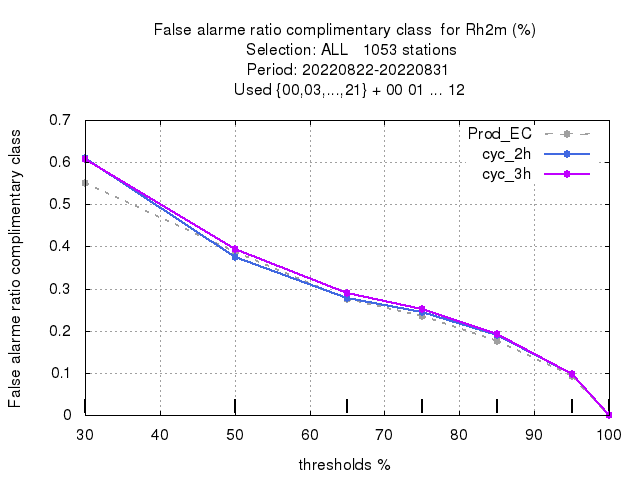 False alarme ratio complimentary class  for Rh2m (%)
Selection: ALL   1053 stations
Period: 20220822-20220831
Used {00,03,...,21} + 00 01 ... 12
Prod_EC
cyc_2h
cyc_3h
False alarme ratio complimentary class
0.7
0.6
0.5
0.4
0.3
0.2
0.1
0
30 40 50 60 70 80 90 100
thresholds %